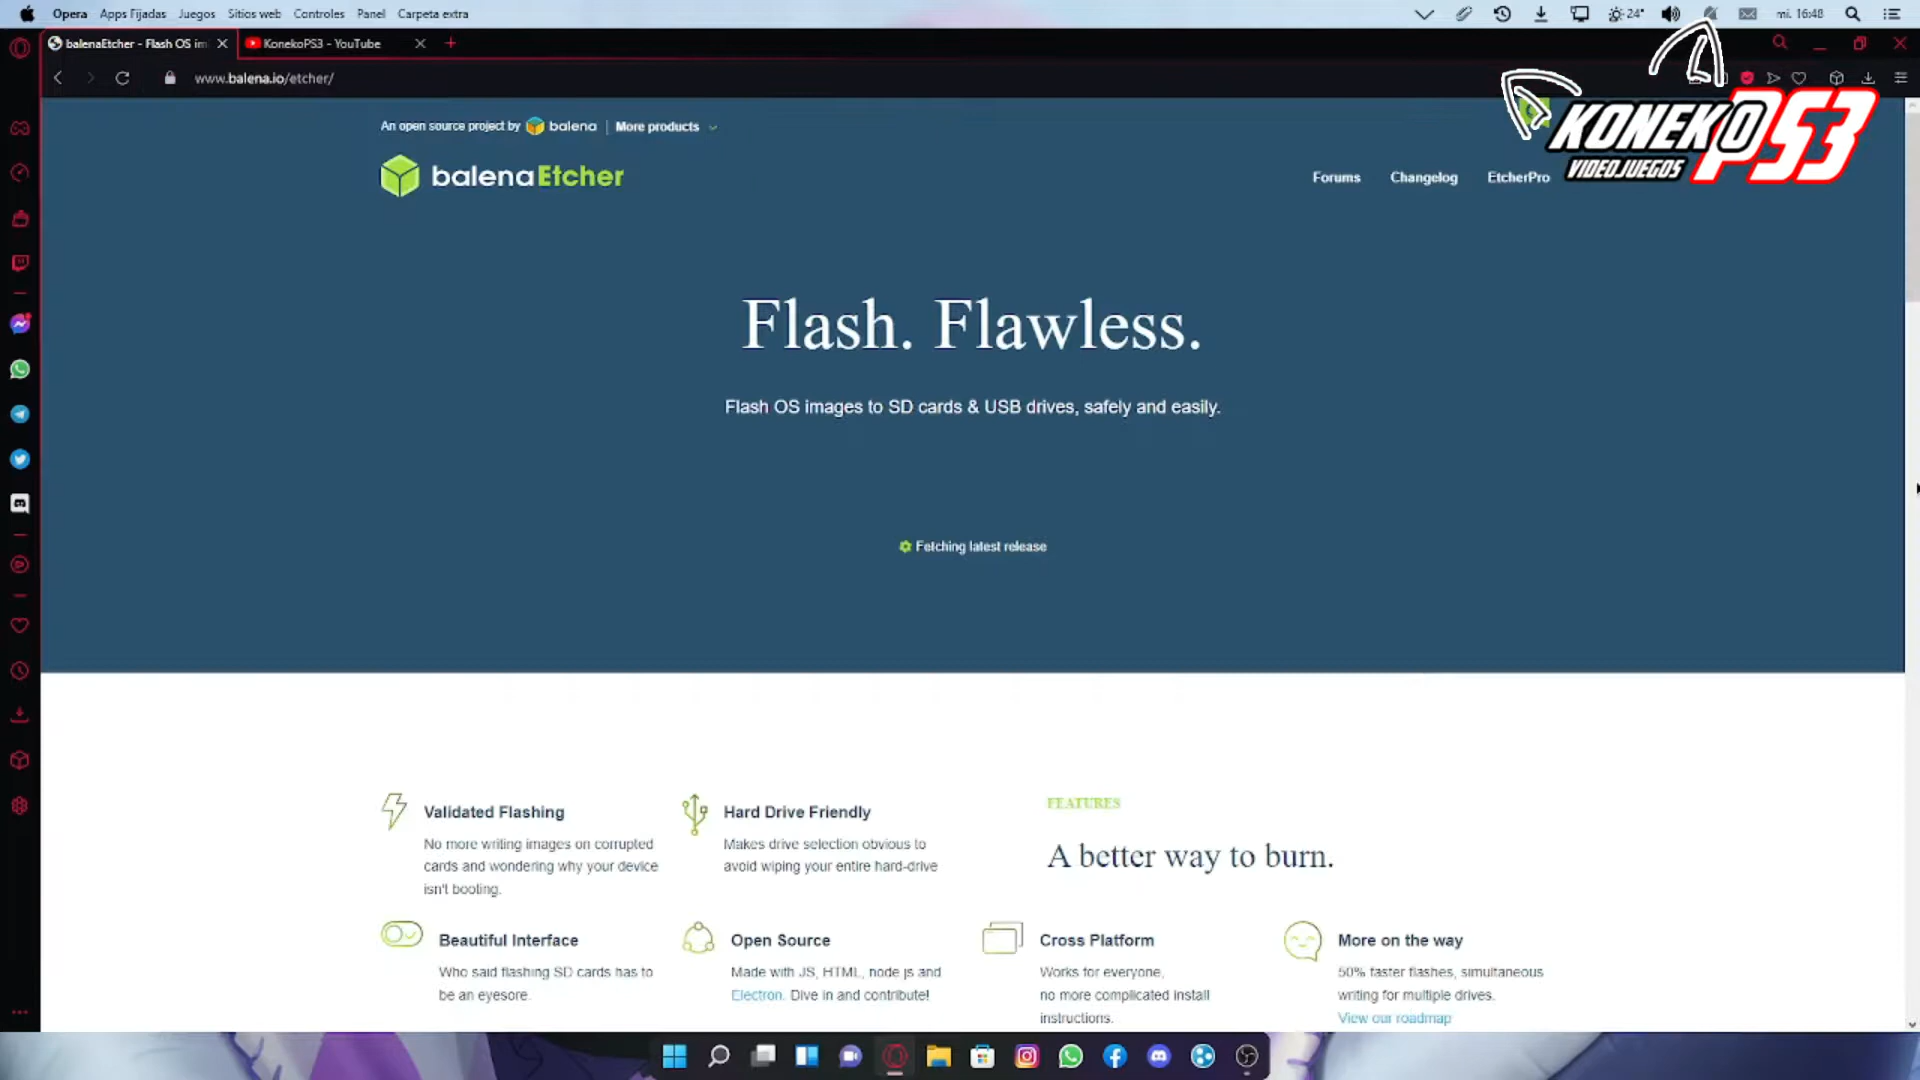 Opera Apps Fijadas Juegos Sitios web Controles Panel Carpeta extra
24° mi. 16:48
balenaEtcher - Flash OS im
KonekoPS3 - YouTube
www.balena.io/etcher/
KONEKO PS3
VIDEOJUEGOS
An open source project by balena More products
balenaEtcher
Forums Changelog EtcherPro
Flash. Flawless.
Flash OS images to SD cards & USB drives, safely and easily.
Fetching latest release
Validated Flashing
No more writing images on corrupted
cards and wondering why your device
isn't booting.
Hard Drive Friendly
Makes drive selection obvious to
avoid wiping your entire hard-drive
FEATURES
A better way to burn.
Beautiful Interface
Who said flashing SD cards has to
be an eyesore.
Open Source
Made with JS, HTML, node js and
Electron. Dive in and contribute!
Cross Platform
Works for everyone,
no more complicated install
instructions.
More on the way
50% faster flashes, simultaneous
writing for multiple drives.
View our roadmap